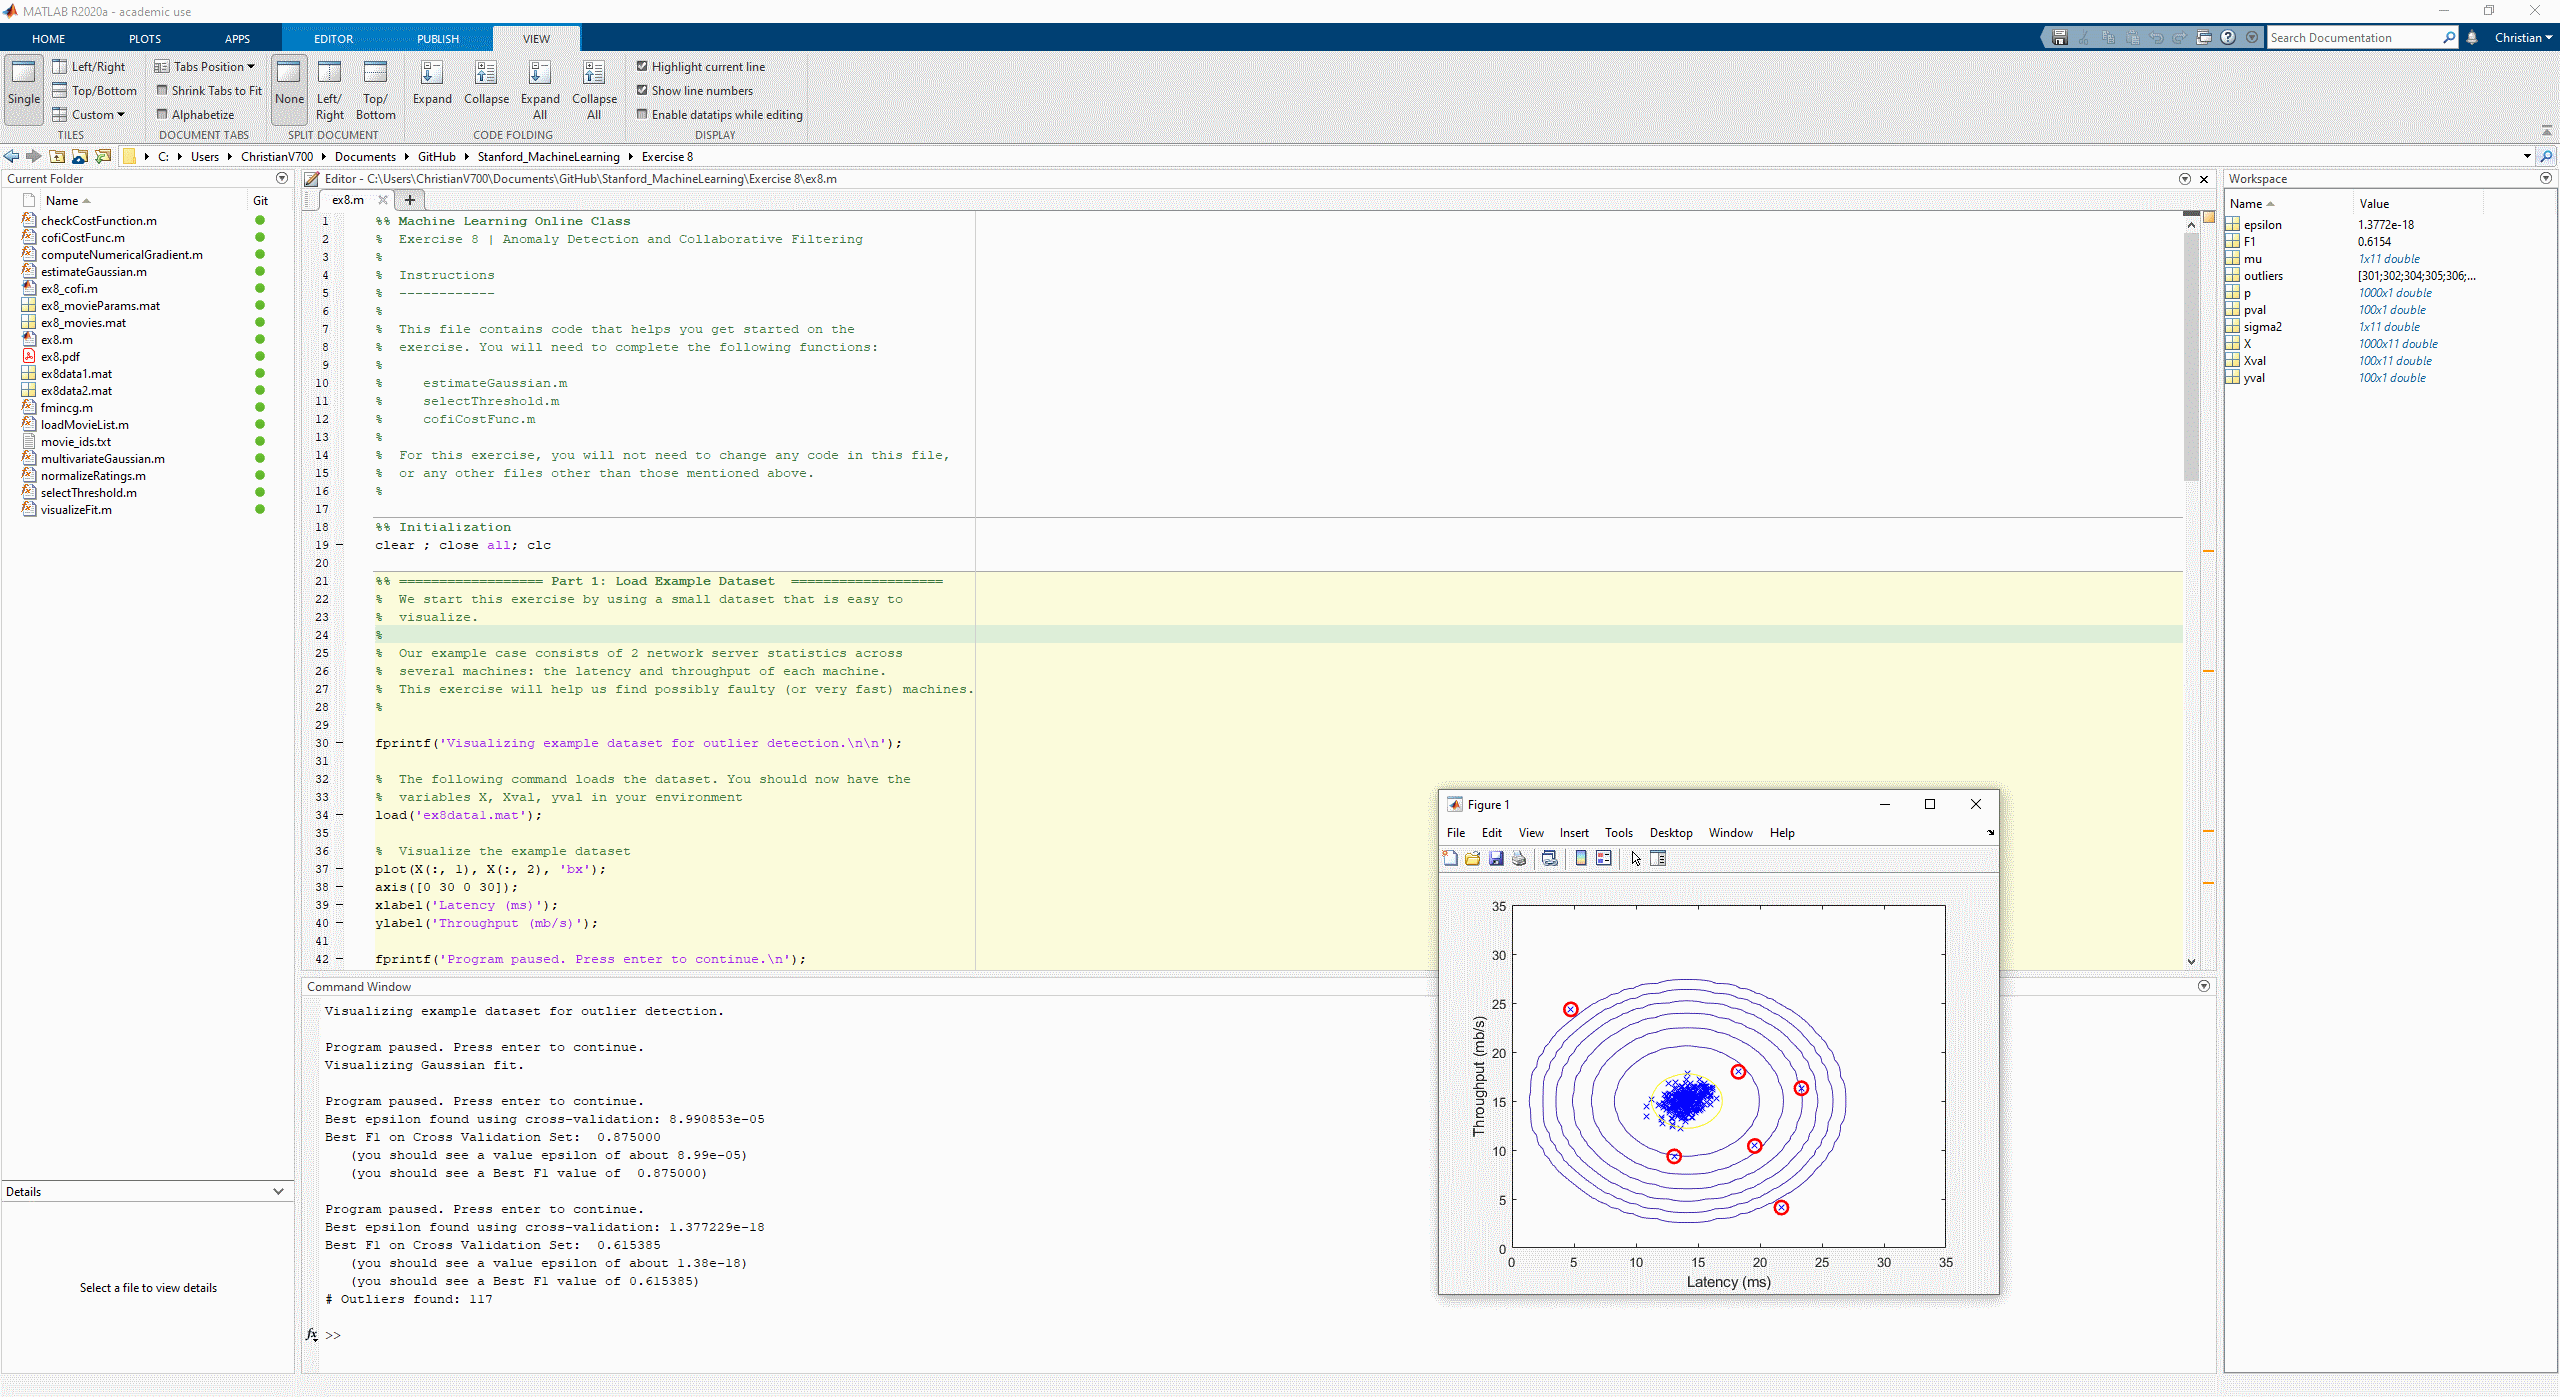 MATLAB R2020a - academic use
HOME PLOTS APPS EDITOR PUBLISH VIEW
Search Documentation
Christian
Single
Left/Right
Top/Bottom
Custom
TILES
Tabs Position
Shrink Tabs to Fit
Alphabetize
DOCUMENT TABS
None
Left/Right
Top/Bottom
SPLIT DOCUMENT
Expand
Collapse
Expand All
Collapse All
CODE FOLDING
Highlight current line
Show line numbers
Enable datatips while editing
DISPLAY
C: Users ChristianV700 Documents GitHub Stanford_MachineLearning Exercise 8
Current Folder
Name Git
checkCostFunction.m
cofiCostFunc.m
computeNumericalGradient.m
estimateGaussian.m
ex8_cofi.m
ex8_movieParams.mat
ex8_movies.mat
ex8.m
ex8.pdf
ex8data1.mat
ex8data2.mat
fmincg.m
loadMovieList.m
movie_ids.txt
multivariateGaussian.m
normalizeRatings.m
selectThreshold.m
visualizeFit.m
Details
Select a file to view details
Editor - C:\Users\ChristianV700\Documents\GitHub\Stanford_MachineLearning\Exercise 8\ex8.m
ex8.m
1 %% Machine Learning Online Class
2 %  Exercise 8 | Anomaly Detection and Collaborative Filtering
3 %
4 %  Instructions
5 %  ------------
6 %
7 %  This file contains code that helps you get started on the
8 %  exercise. You will need to complete the following functions:
9 %
10 %     estimateGaussian.m
11 %     selectThreshold.m
12 %     cofiCostFunc.m
13 %
14 %  For this exercise, you will not need to change any code in this file,
15 %  or any other files other than those mentioned above.
16 %
17
18 %% Initialization
19 – clear ; close all; clc
20
21 %% ================== Part 1: Load Example Dataset  ===================
22 %  We start this exercise by using a small dataset that is easy to
23 %  visualize.
24 %
25 %  Our example case consists of 2 network server statistics across
26 %  several machines: the latency and throughput of each machine.
27 %  This exercise will help us find possibly faulty (or very fast) machines.
28 %
29
30 – fprintf('Visualizing example dataset for outlier detection.\n\n');
31
32 %  The following command loads the dataset. You should now have the
33 %  variables X, Xval, yval in your environment
34 – load('ex8data1.mat');
35
36 %  Visualize the example dataset
37 – plot(X(:, 1), X(:, 2), 'bx');
38 – axis([0 30 0 30]);
39 – xlabel('Latency (ms)');
40 – ylabel('Throughput (mb/s)');
41
42 – fprintf('Program paused. Press enter to continue.\n');
Command Window
Visualizing example dataset for outlier detection.
Program paused. Press enter to continue.
Visualizing Gaussian fit.
Program paused. Press enter to continue.
Best epsilon found using cross-validation: 8.990853e-05
Best F1 on Cross Validation Set:  0.875000
(you should see a value epsilon of about 8.99e-05)
(you should see a Best F1 value of  0.875000)
Program paused. Press enter to continue.
Best epsilon found using cross-validation: 1.377229e-18
Best F1 on Cross Validation Set:  0.615385
(you should see a value epsilon of about 1.38e-18)
(you should see a Best F1 value of 0.615385)
# Outliers found: 117
fx >>
Figure 1
File Edit View Insert Tools Desktop Window Help
35
30
25
20
15
10
5
0
Throughput (mb/s)
0 5 10 15 20 25 30 35
Latency (ms)
Workspace
Name Value
epsilon 1.3772e-18
F1 0.6154
mu 1x11 double
outliers [301;302;304;305;306;...
p 1000x1 double
pval 100x1 double
sigma2 1x11 double
X 1000x11 double
Xval 100x11 double
yval 100x1 double